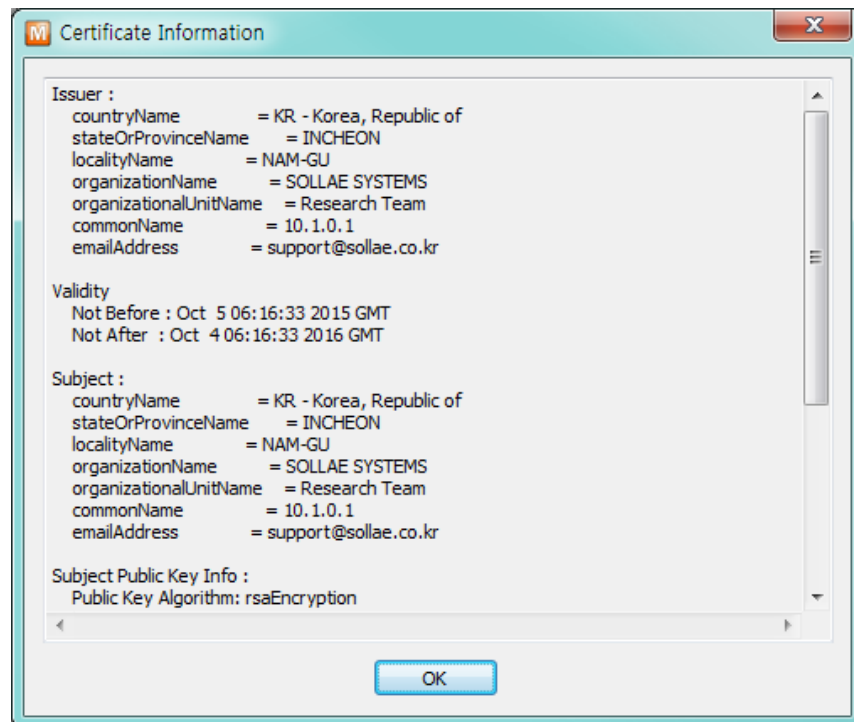 M Certificate Information
Issuer :
countryName = KR - Korea, Republic of
stateOrProvinceName = INCHEON
localityName = NAM-GU
organizationName = SOLLAE SYSTEMS
organizationalUnitName = Research Team
commonName = 10.1.0.1
emailAddress = support@sollae.co.kr
Validity
Not Before : Oct 5 06:16:33 2015 GMT
Not After : Oct 4 06:16:33 2016 GMT
Subject :
countryName = KR - Korea, Republic of
stateOrProvinceName = INCHEON
localityName = NAM-GU
organizationName = SOLLAE SYSTEMS
organizationalUnitName = Research Team
commonName = 10.1.0.1
emailAddress = support@sollae.co.kr
Subject Public Key Info :
Public Key Algorithm: rsaEncryption
OK